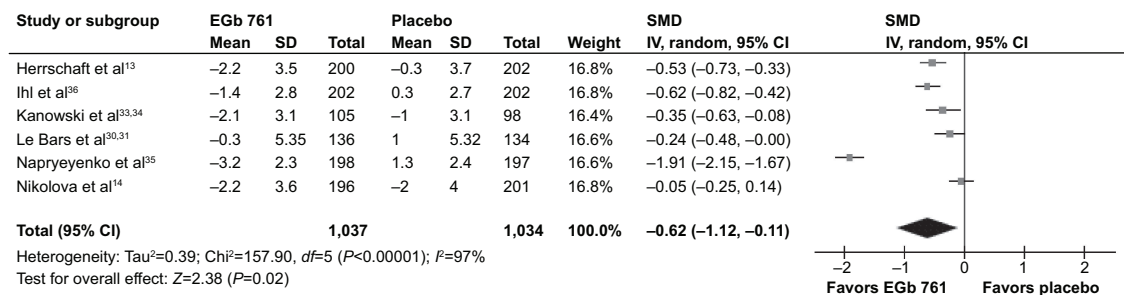 Study or subgroup EGb 761 Placebo SMD SMD
Mean SD Total Mean SD Total Weight IV, random, 95% CI IV, random, 95% CI
Herrschaft et al¹³ –2.2 3.5 200 –0.3 3.7 202 16.8% –0.53 (–0.73, –0.33)
Ihl et al³⁶ –1.4 2.8 202 0.3 2.7 202 16.8% –0.62 (–0.82, –0.42)
Kanowski et al³³,³⁴ –2.1 3.1 105 –1 3.1 98 16.4% –0.35 (–0.63, –0.08)
Le Bars et al³⁰,³¹ –0.3 5.35 136 1 5.32 134 16.6% –0.24 (–0.48, –0.00)
Napryeyenko et al³⁵ –3.2 2.3 198 1.3 2.4 197 16.6% –1.91 (–2.15, –1.67)
Nikolova et al¹⁴ –2.2 3.6 196 –2 4 201 16.8% –0.05 (–0.25, 0.14)
Total (95% CI) 1,037 1,034 100.0% –0.62 (–1.12, –0.11)
Heterogeneity: Tau²=0.39; Chi²=157.90, df=5 (P<0.00001); I²=97%
Test for overall effect: Z=2.38 (P=0.02)
–2 –1 0 1 2
Favors EGb 761 Favors placebo